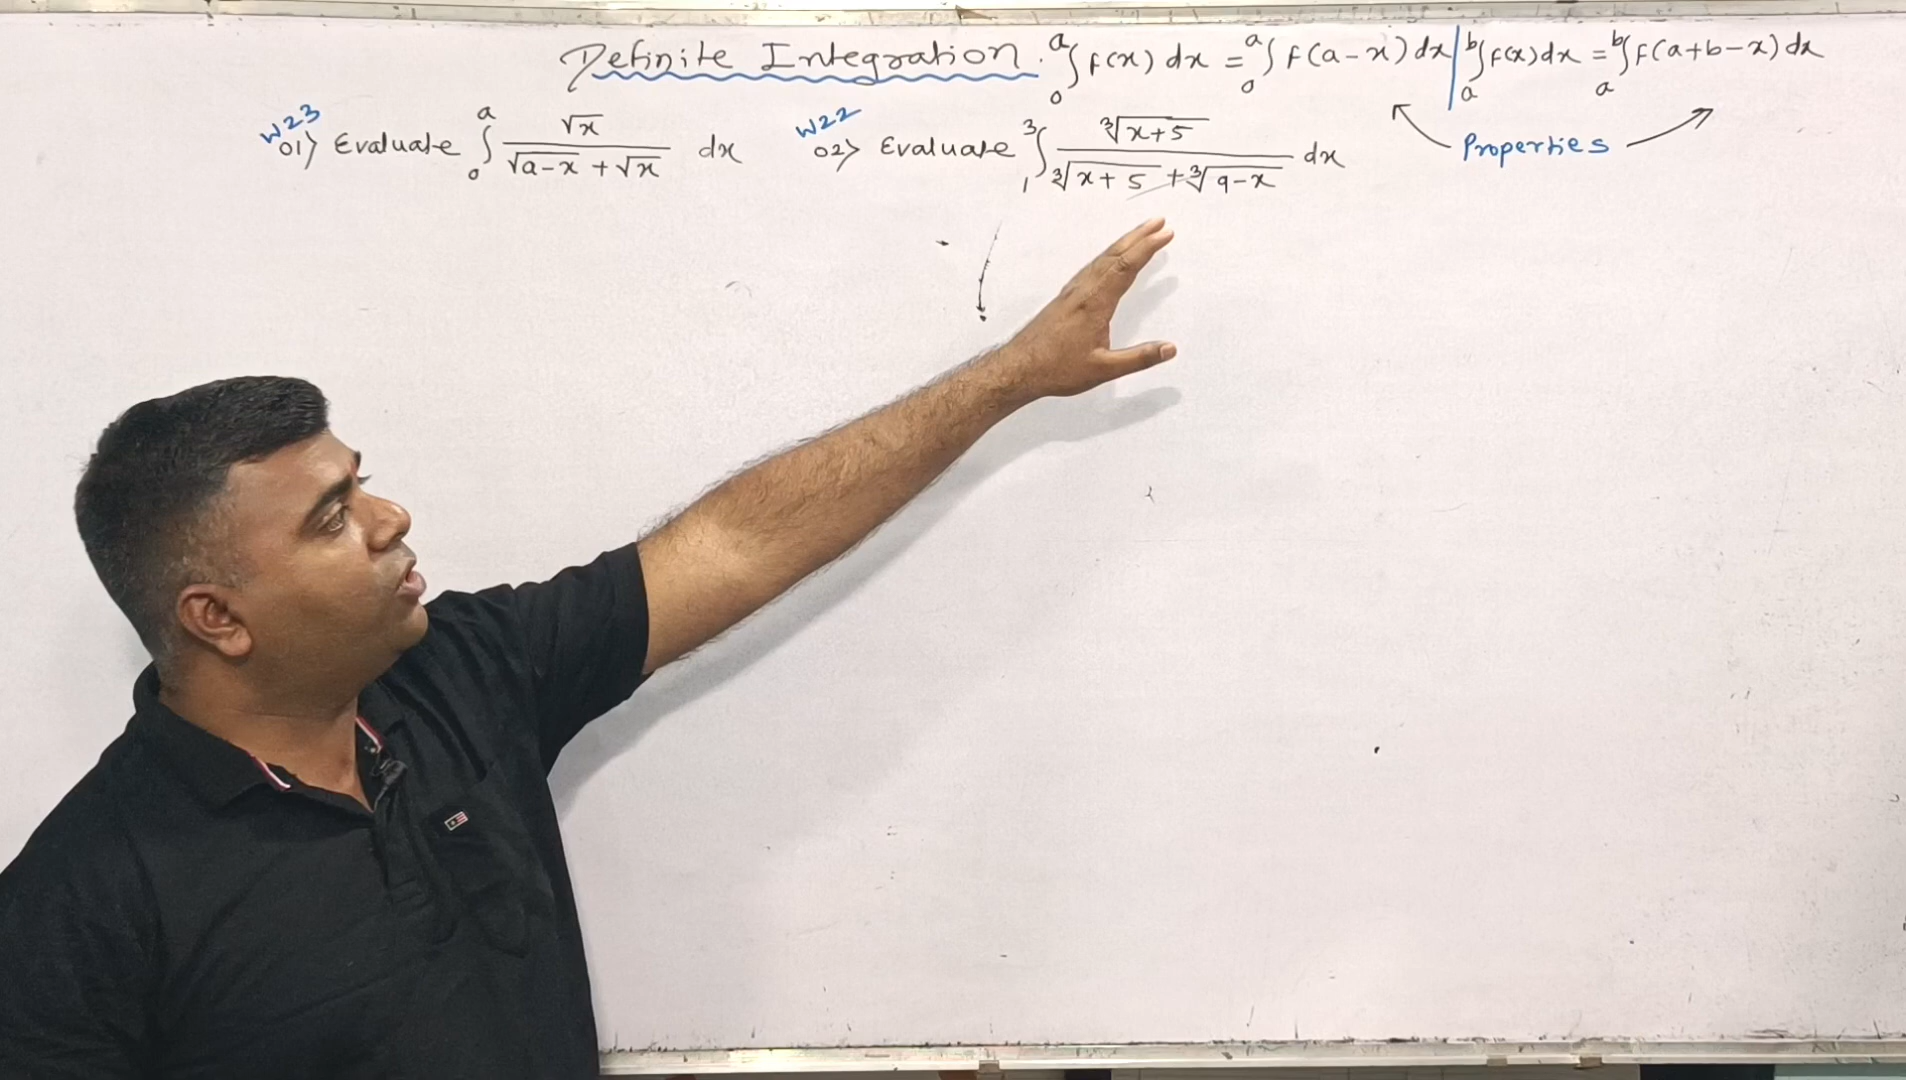 Definite Integration. ₀∫ᵃ f(x) dx = ₀∫ᵃ f(a-x) dx | ₐ∫ᵇ f(x) dx = ₐ∫ᵇ f(a+b-x) dx
Properties
W23
01) Evaluate ₀∫ᵃ √x / (√a-x + √x) dx
W22
02) Evaluate ₁∫³ ∛x+5 / (∛x+5 + ∛9-x) dx